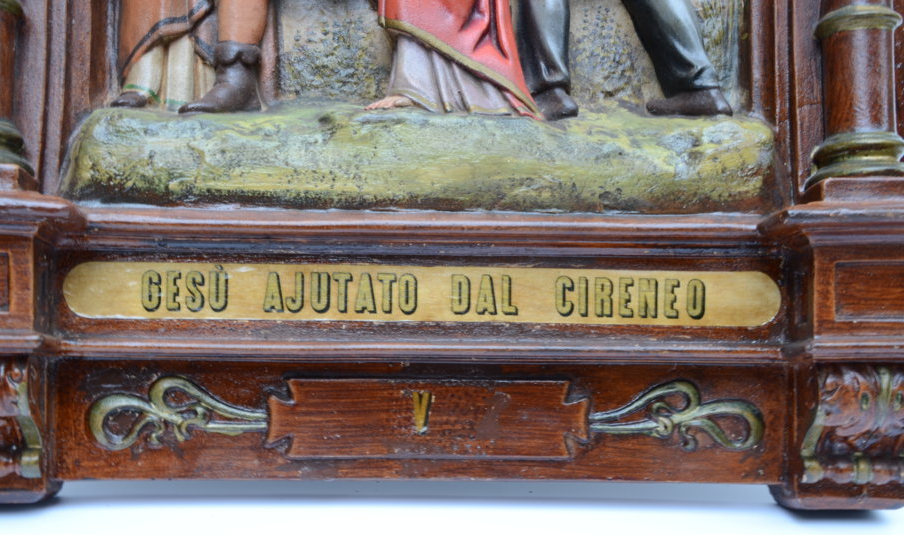 GESÙ AJUTATO DAL CIRENEO
V